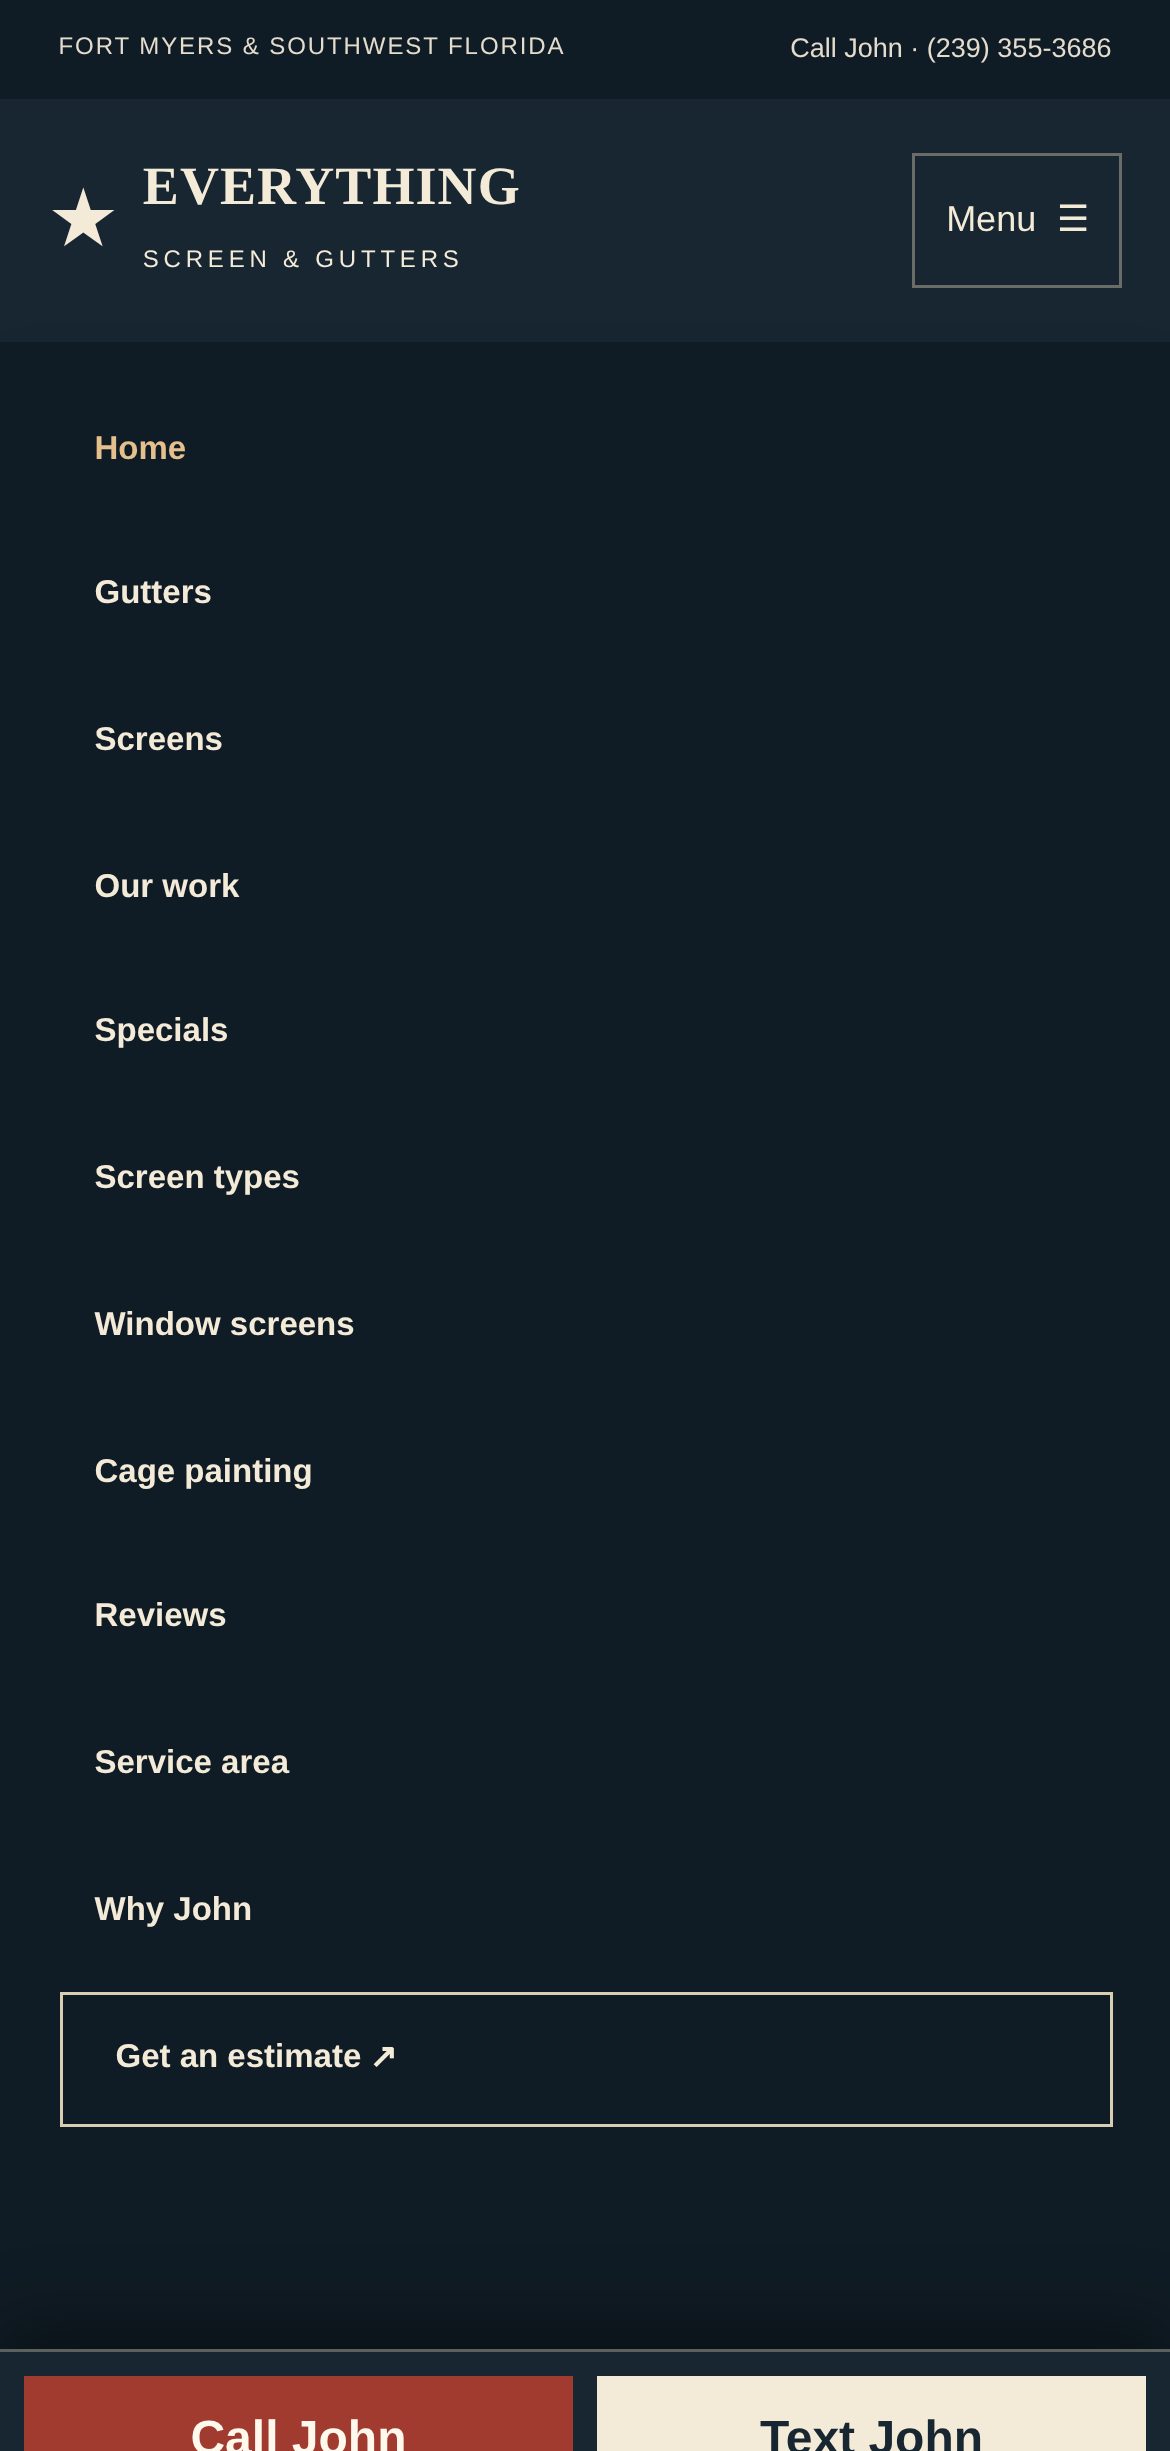 FORT MYERS & SOUTHWEST FLORIDA
Call John · (239) 355-3686
★ EVERYTHING
SCREEN & GUTTERS
Menu ☰
Home
Gutters
Screens
Our work
Specials
Screen types
Window screens
Cage painting
Reviews
Service area
Why John
Get an estimate ↗
Call John
Text John